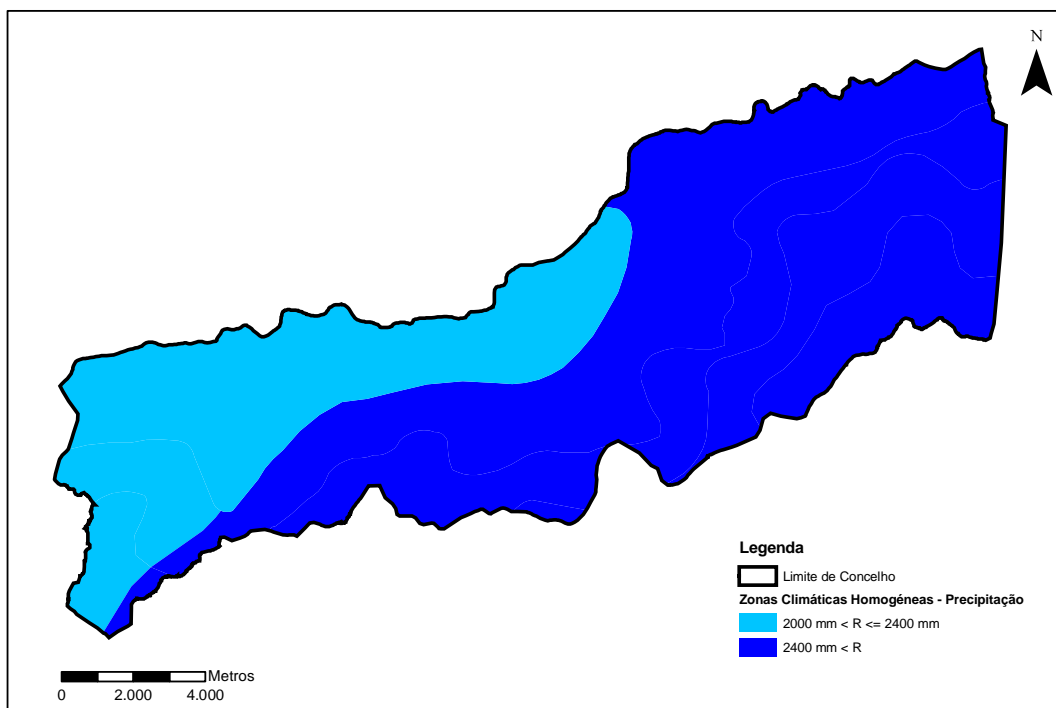 N
Legenda
Limite de Concelho
Zonas Climáticas Homogéneas - Precipitação
2000 mm < R <= 2400 mm
2400 mm < R
Metros
0 2.000 4.000